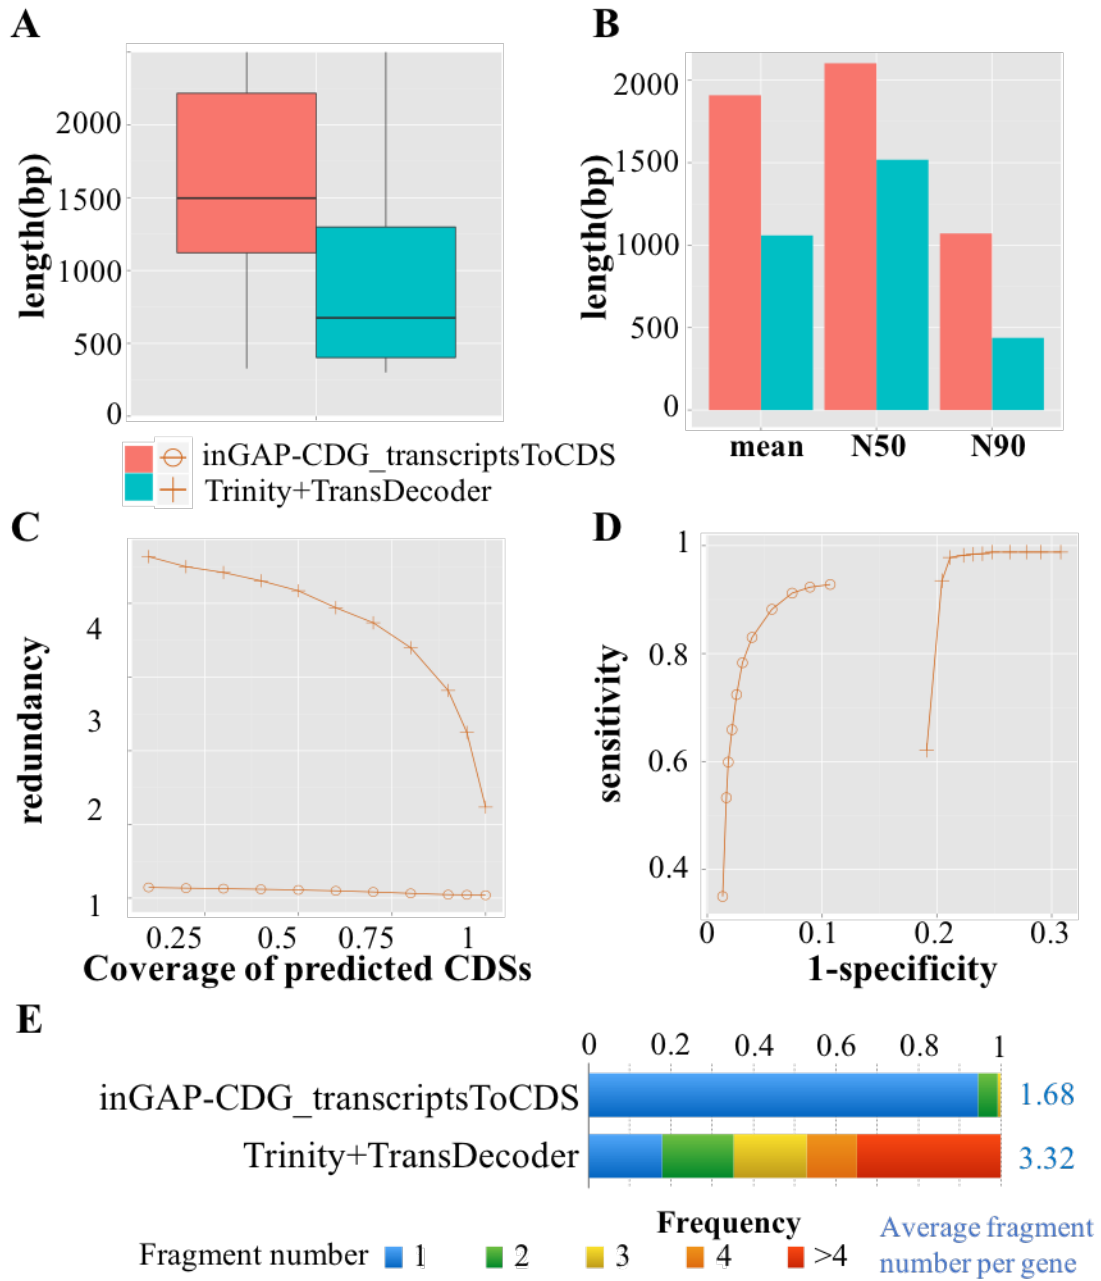 A
length(bp)
2000
1500
1000
500
0
B
length(bp)
2000
1500
1000
500
0
mean N50 N90
inGAP-CDG_transcriptsToCDS
Trinity+TransDecoder
C
redundancy
4
3
2
1
0.25 0.5 0.75 1
Coverage of predicted CDSs
D
sensitivity
1
0.8
0.6
0.4
0 0.1 0.2 0.3
1-specificity
E
0 0.2 0.4 0.6 0.8 1
inGAP-CDG_transcriptsToCDS 1.68
Trinity+TransDecoder 3.32
Frequency
Fragment number 1 2 3 4 >4
Average fragment
number per gene